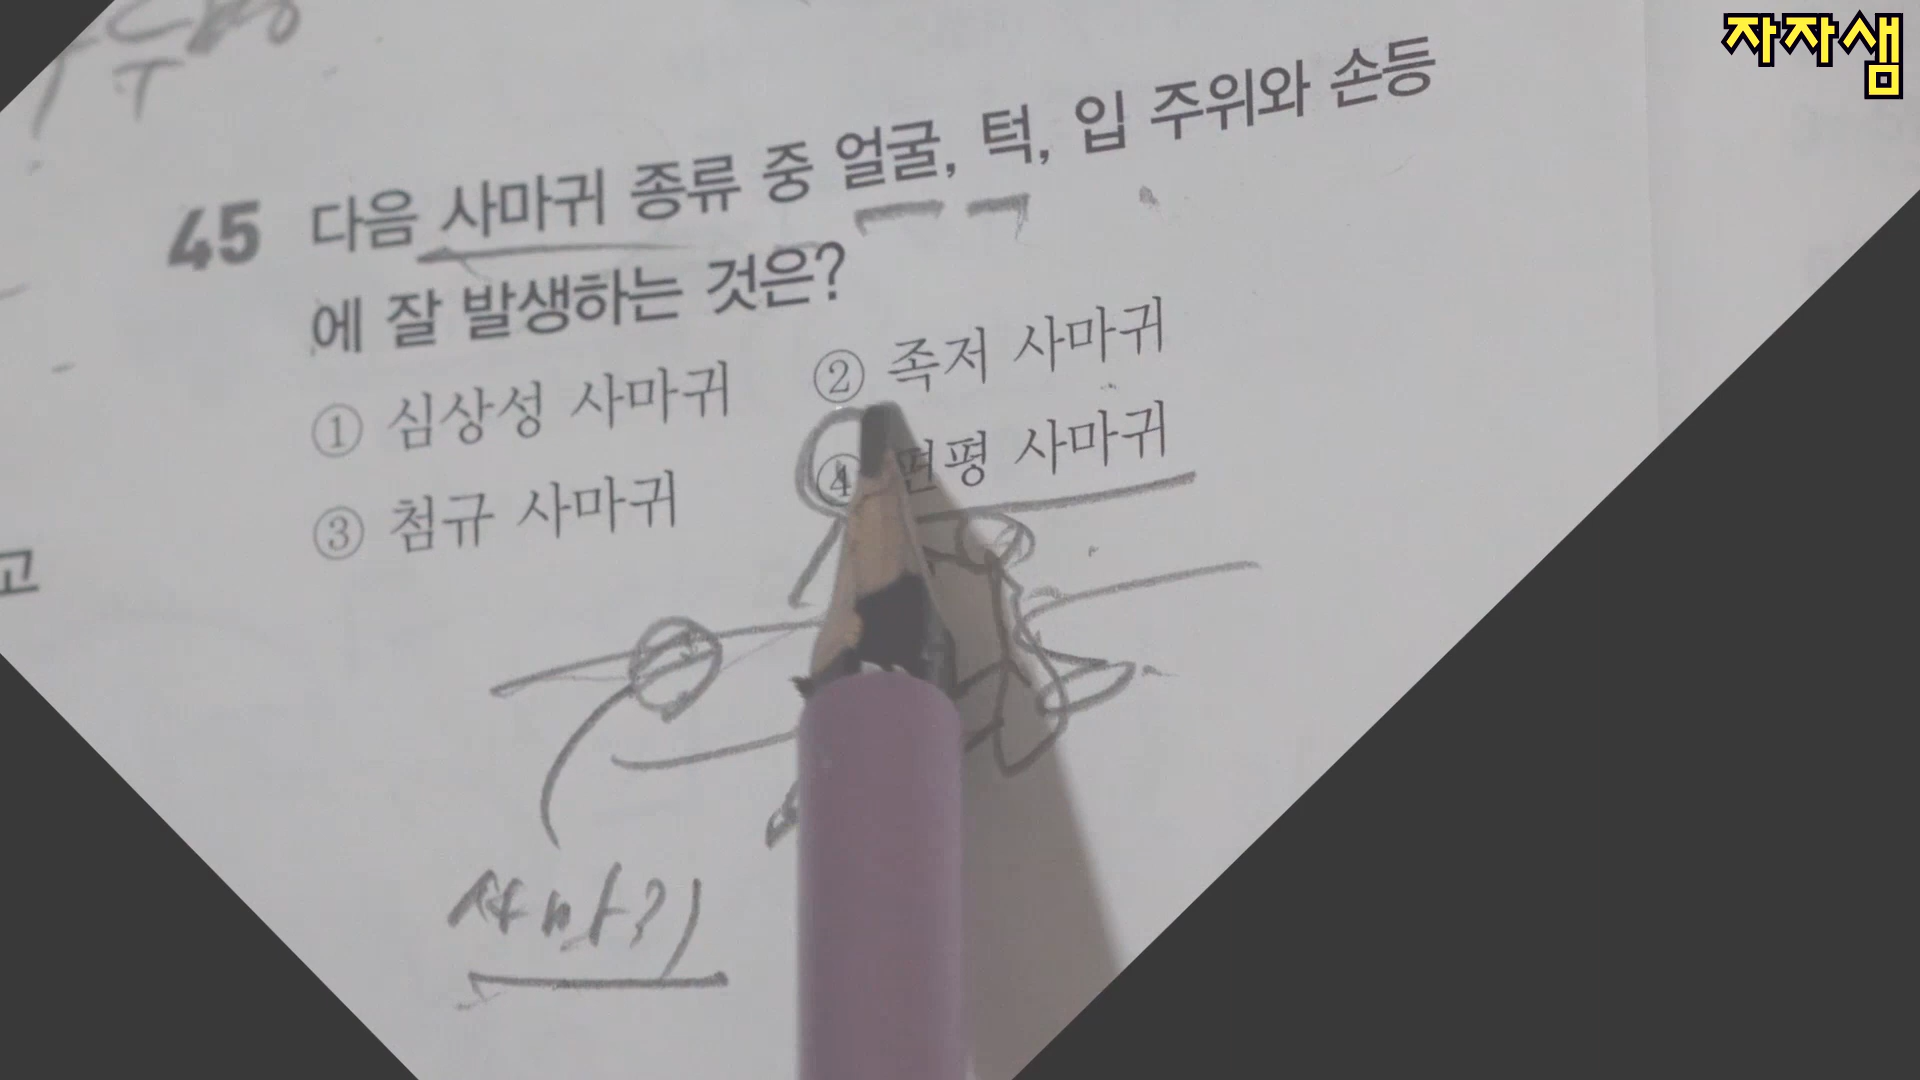 자자샘
45 다음 사마귀 종류 중 얼굴, 턱, 입 주위와 손등
에 잘 발생하는 것은?
① 심상성 사마귀 ② 족저 사마귀
③ 첨규 사마귀 ④ 편평 사마귀
고
사마귀